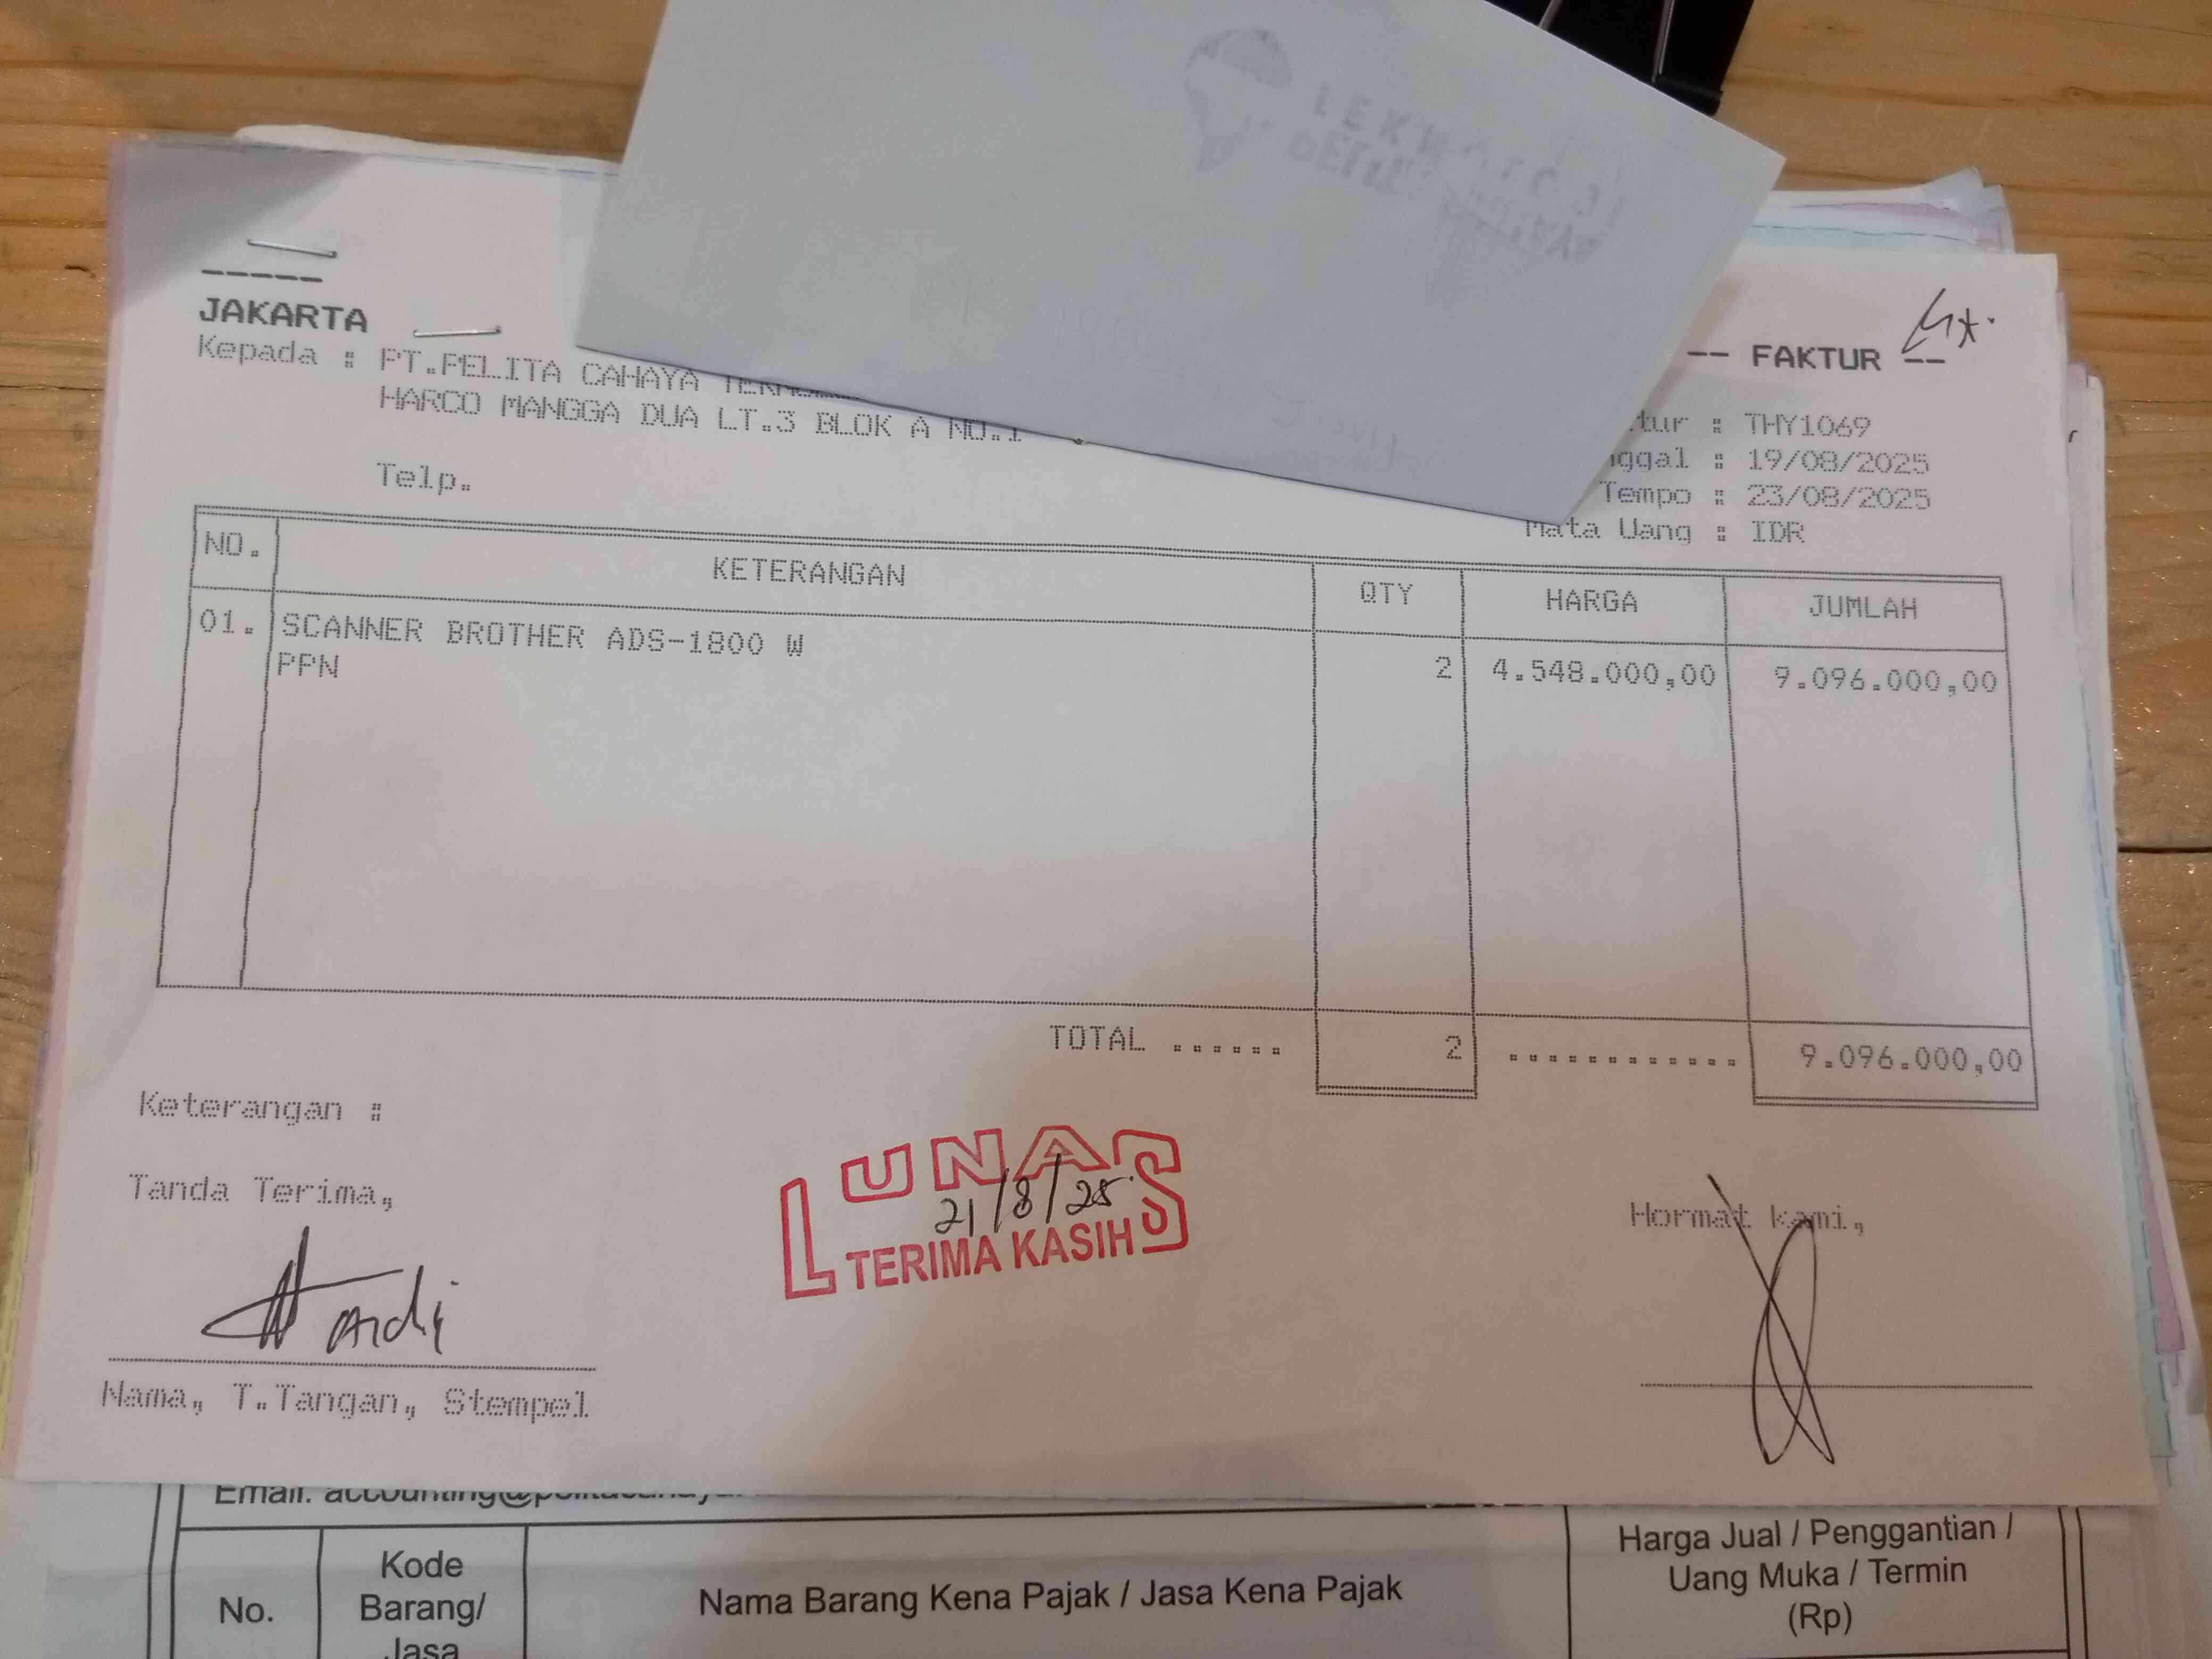 JAKARTA
Kepada : PT.PELITA CAHAYA
HARCO MANGGA DUA LT.3 BLOK A NO.1
Telp.
-- FAKTUR --
: THY1069
: 19/08/2025
Tempo : 23/08/2025
Mata Uang : IDR
NO. KETERANGAN QTY HARGA JUMLAH
01. SCANNER BROTHER ADS-1800 W
PPN 2 4.548.000,00 9.096.000,00
TOTAL ...... 2 ............ 9.096.000,00
Keterangan :
Tanda Terima,
Hormat kami,
LUNAS
21/8/25
TERIMA KASIH
Ardi
Nama, T.Tangan, Stempel
Email:
No.
Kode
Barang/
Jasa
Nama Barang Kena Pajak / Jasa Kena Pajak
Harga Jual / Penggantian /
Uang Muka / Termin
(Rp)